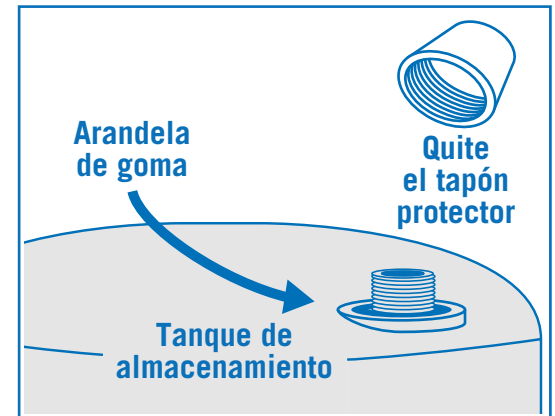 Arandela
de goma
Quite
el tapón
protector
Tanque de
almacenamiento